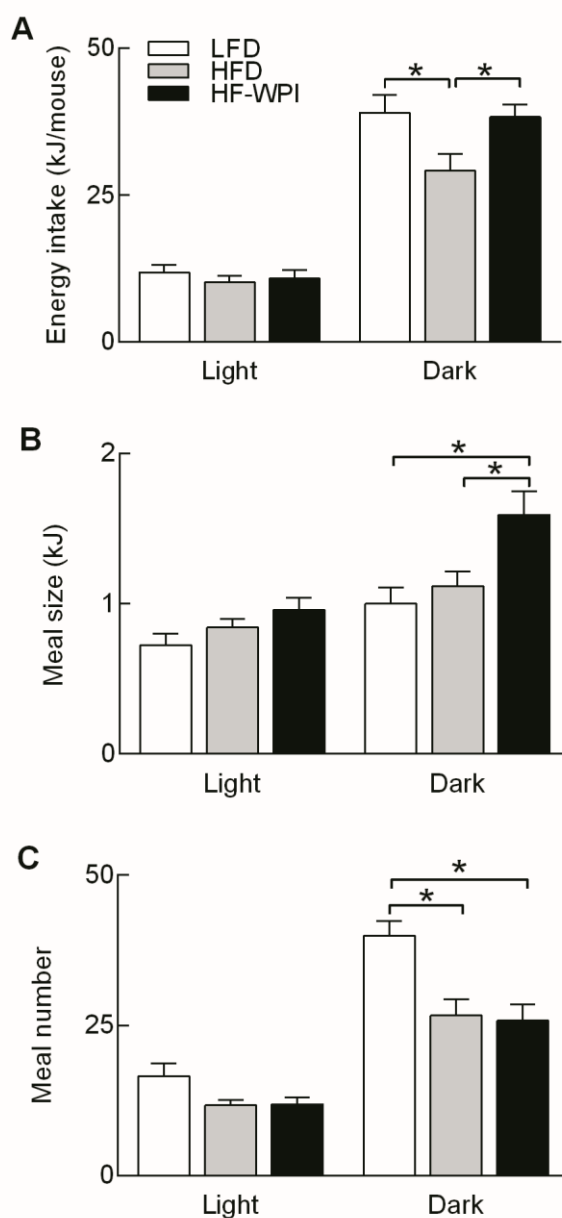 A
Energy intake (kJ/mouse)
50
25
0
LFD
HFD
HF-WPI
* *
Light Dark
B
Meal size (kJ)
2
1
0
*
*
Light Dark
C
Meal number
50
25
0
*
*
Light Dark